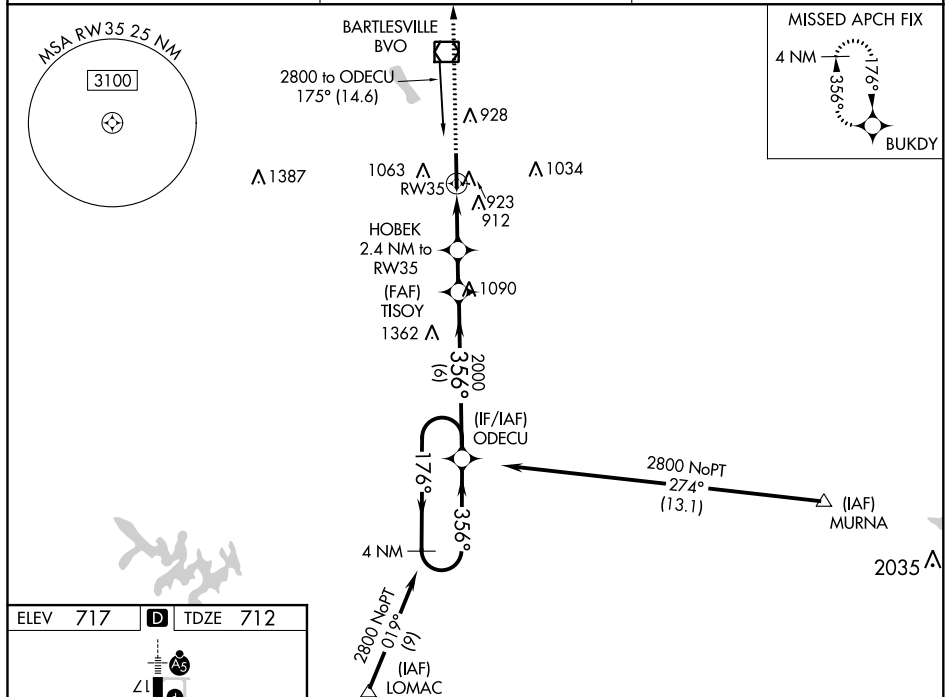 MSA RW35 25 NM
3100
BARTLESVILLE
BVO
2800 to ODECU
175° (14.6)
928
1387
1063
RW35
1034
923
912
HOBEK
2.4 NM to
RW35
(FAF)
TISOY
1090
1362
2000
356°
(6)
(IF/IAF)
ODECU
176°
356°
4 NM
2800 NoPT
274°
(13.1)
(IAF)
MURNA
2035
2800 NoPT
019°
(9)
(IAF)
LOMAC
MISSED APCH FIX
4 NM
176°
356°
BUKDY
ELEV 717 D TDZE 712
A5
17